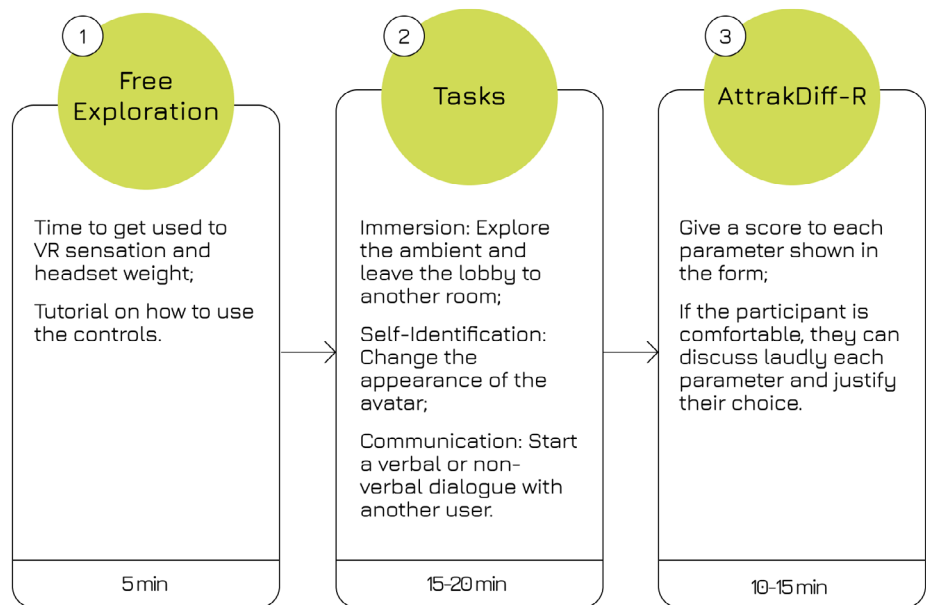 1
Free
Exploration
Time to get used to
VR sensation and
headset weight;
Tutorial on how to use
the controls.
5 min
2
Tasks
Immersion: Explore
the ambient and
leave the lobby to
another room;
Self-Identification:
Change the
appearance of the
avatar;
Communication: Start
a verbal or non-
verbal dialogue with
another user.
15-20 min
3
AttrakDiff-R
Give a score to each
parameter shown in
the form;
If the participant is
comfortable, they can
discuss laudly each
parameter and justify
their choice.
10-15 min